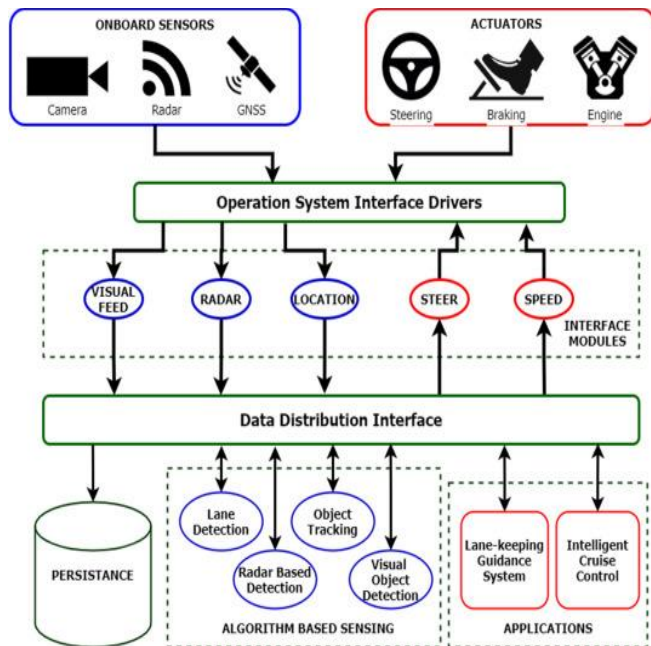 ONBOARD SENSORS
Camera
Radar
GNSS
ACTUATORS
Steering
Braking
Engine
Operation System Interface Drivers
VISUAL
FEED
RADAR
LOCATION
STEER
SPEED
INTERFACE
MODULES
Data Distribution Interface
PERSISTANCE
Lane
Detection
Radar Based
Detection
Object
Tracking
Visual
Object
Detection
ALGORITHM BASED SENSING
Lane-keeping
Guidance
System
Intelligent
Cruise
Control
APPLICATIONS